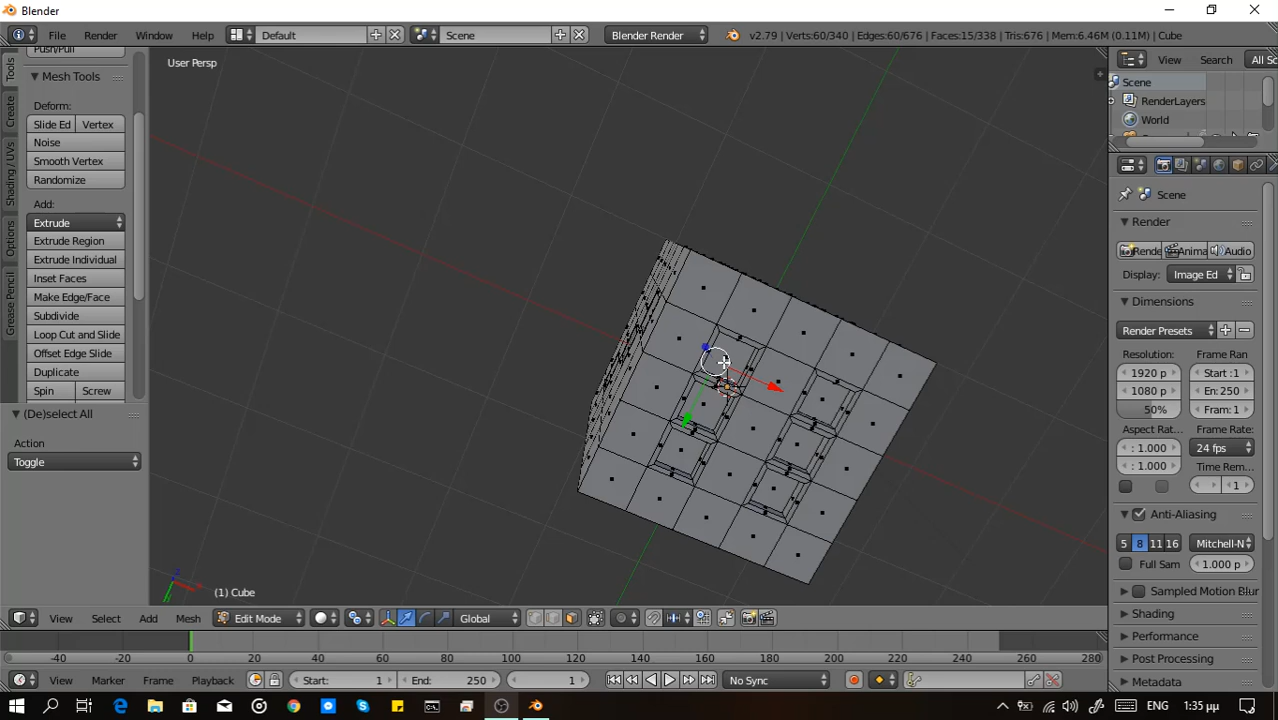 Blender
File Render Window Help Default Scene Blender Render v2.79 | Verts:60/340 | Edges:60/676 | Faces:15/338 | Tris:676 | Mem:6.46M (0.11M) | Cube
Push/Pull
Mesh Tools
Deform:
Slide Ed Vertex
Noise
Smooth Vertex
Randomize
Add:
Extrude
Extrude Region
Extrude Individual
Inset Faces
Make Edge/Face
Subdivide
Loop Cut and Slide
Offset Edge Slide
Duplicate
Spin Screw
(De)select All
Action
Toggle
Tools
Create
Shading / UVs
Options
Grease Pencil
User Persp
(1) Cube
View Search All Sc
Scene
RenderLayers
World
Scene
Render
Rende Anima Audio
Display: Image Ed
Dimensions
Render Presets
Resolution: Frame Ran
1920 p Start :1
1080 p En: 250
50% Fram: 1
Aspect Rat... Frame Rate:
: 1.000 24 fps
: 1.000 Time Rem...
1
Anti-Aliasing
5 8 11 16 Mitchell-N
Full Sam 1.000 p
Sampled Motion Blur
Shading
Performance
Post Processing
Metadata
View Select Add Mesh Edit Mode Global
-40 -20 0 20 40 60 80 100 120 140 160 180 200 220 240 260 280
View Marker Frame Playback Start: 1 End: 250 1 No Sync
ENG 1:35 μμ